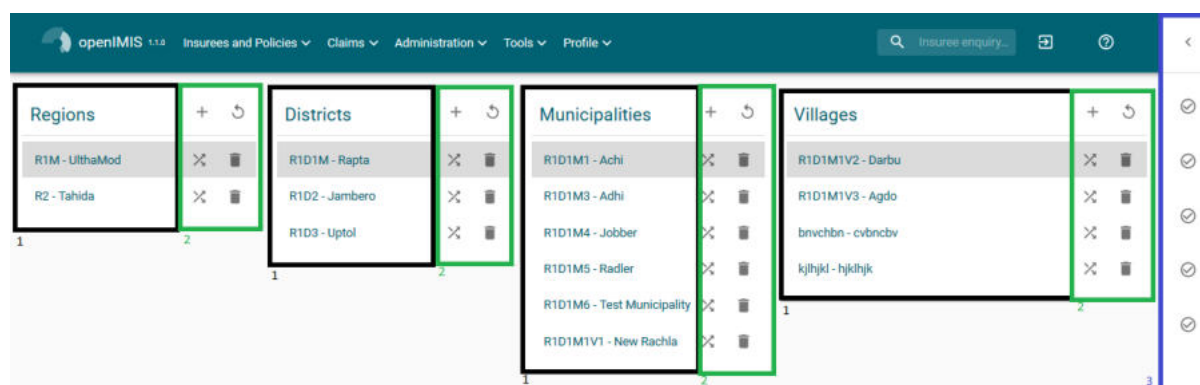 openIMIS 1.1.0 Insurees and Policies Claims Administration Tools Profile Insuree enquiry...
Regions
R1M - UlthaMod
R2 - Tahida
1
2
Districts
R1D1M - Rapta
R1D2 - Jambero
R1D3 - Uptol
1
2
Municipalities
R1D1M1 - Achi
R1D1M3 - Adhi
R1D1M4 - Jobber
R1D1M5 - Radler
R1D1M6 - Test Municipality
R1D1M1V1 - New Rachla
1
2
Villages
R1D1M1V2 - Darbu
R1D1M1V3 - Agdo
bnvchbn - cvbncbv
kjlhjkl - hjklhjk
1
2
3